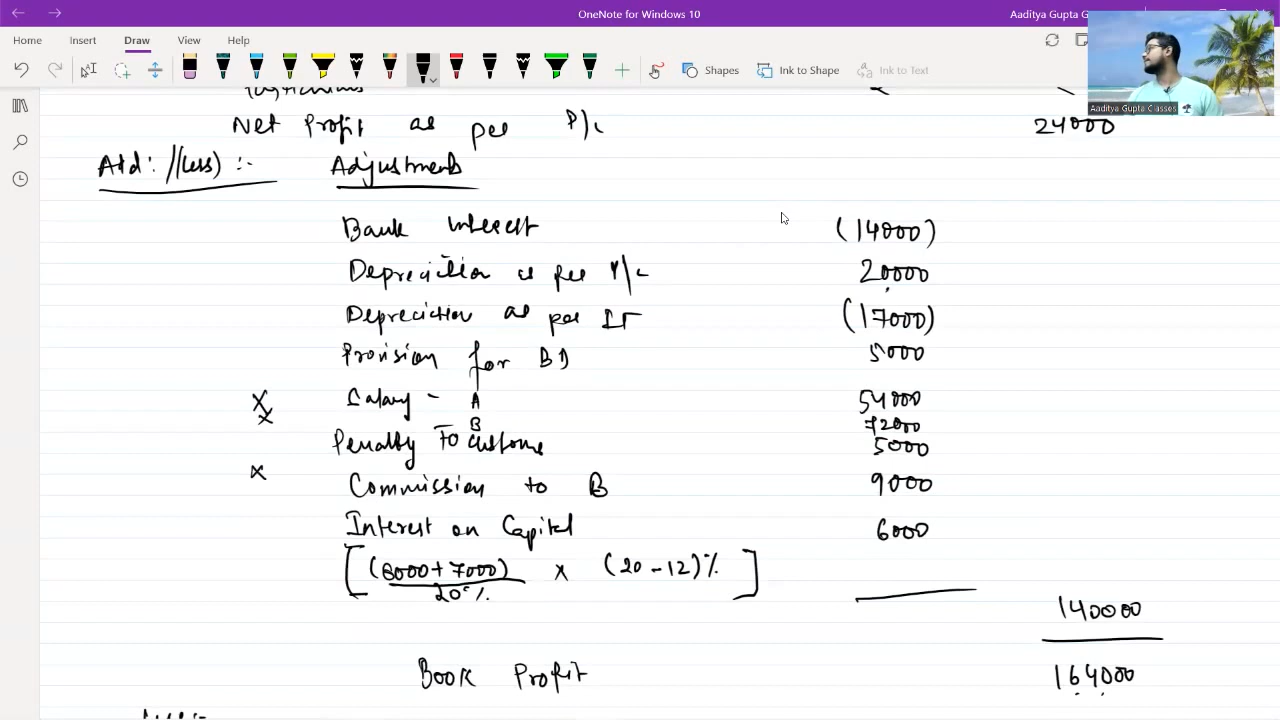 OneNote for Windows 10
Aaditya Gupta G
Home Insert Draw View Help
Shapes Ink to Shape Ink to Text
Aaditya Gupta Classes
Net Profit as per P/L 24000
Add: /(Less) :- Adjustments
Bank Interest (14000)
Depreciation as per P/L 20000
Depreciation as per IT (17000)
Provision for BD 5000
X Salary - A 54000
X B 72000
Penalty To Customs 5000
X Commission to B 9000
Interest on Capital 6000
[(8000+7000) X (20-12)% ]
20%
140000
Book Profit 164000